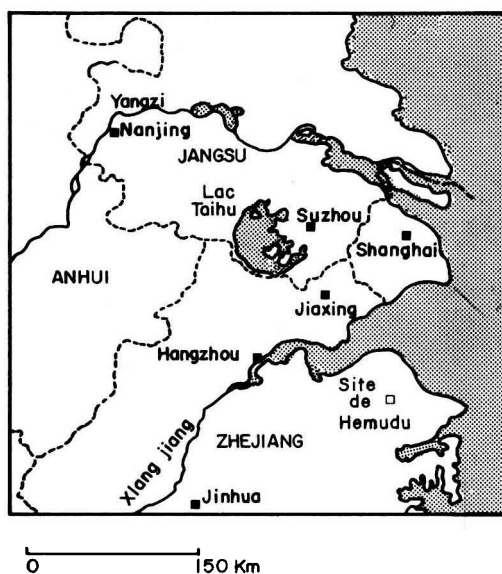 Yangzi
Nanjing
JANGSU
Lac
Taihu
Suzhou
Shanghai
ANHUI
Jiaxing
Hangzhou
Site
de
Hemudu
ZHEJIANG
XIang jiang
Jinhua
0 150 Km